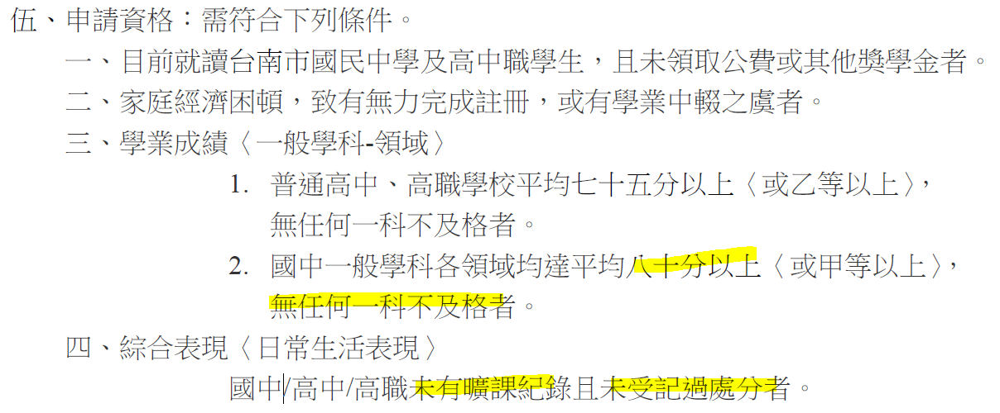 伍、申請資格：需符合下列條件。
一、目前就讀台南市國民中學及高中職學生，且未領取公費或其他獎學金者。
二、家庭經濟困頓，致有無力完成註冊，或有學業中輟之虞者。
三、學業成績〈一般學科-領域〉
1. 普通高中、高職學校平均七十五分以上〈或乙等以上〉，
無任何一科不及格者。
2. 國中一般學科各領域均達平均八十分以上〈或甲等以上〉，
無任何一科不及格者。
四、綜合表現〈日常生活表現〉
國中/高中/高職未有曠課紀錄且未受記過處分者。